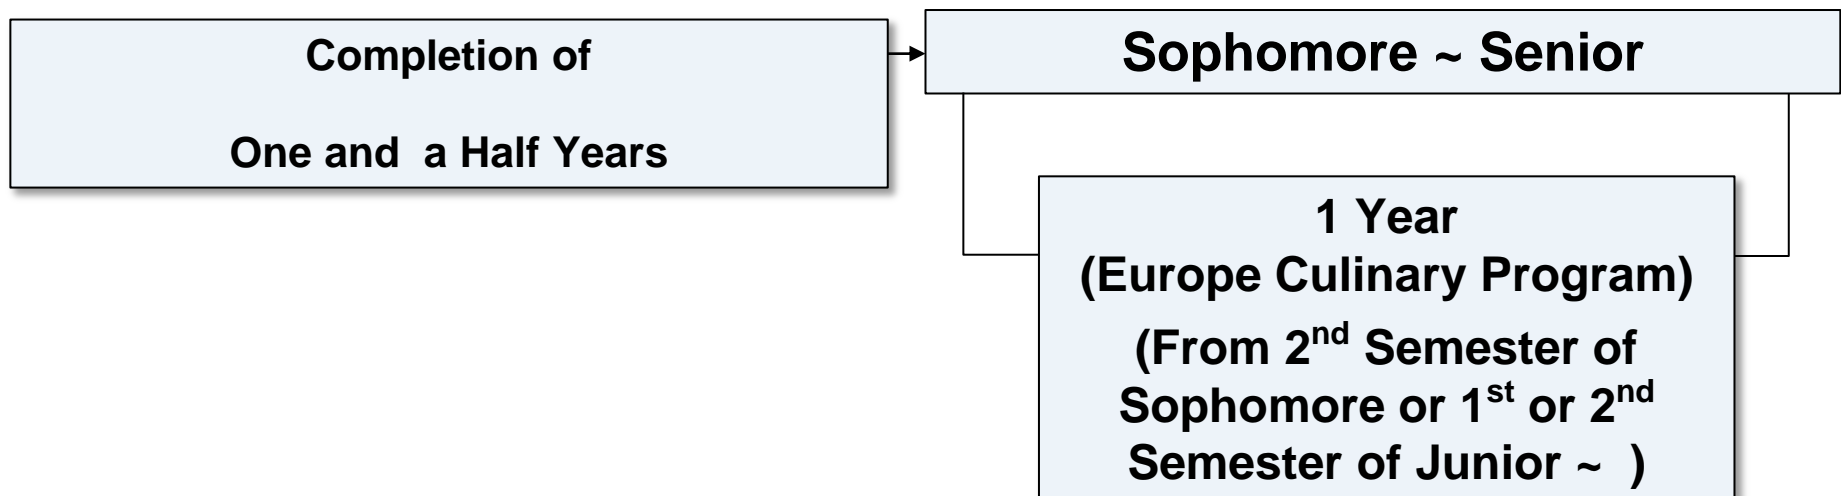 Completion of
One and a Half Years
Sophomore ~ Senior
1 Year
(Europe Culinary Program)
(From 2nd Semester of
Sophomore or 1st or 2nd
Semester of Junior ~ )